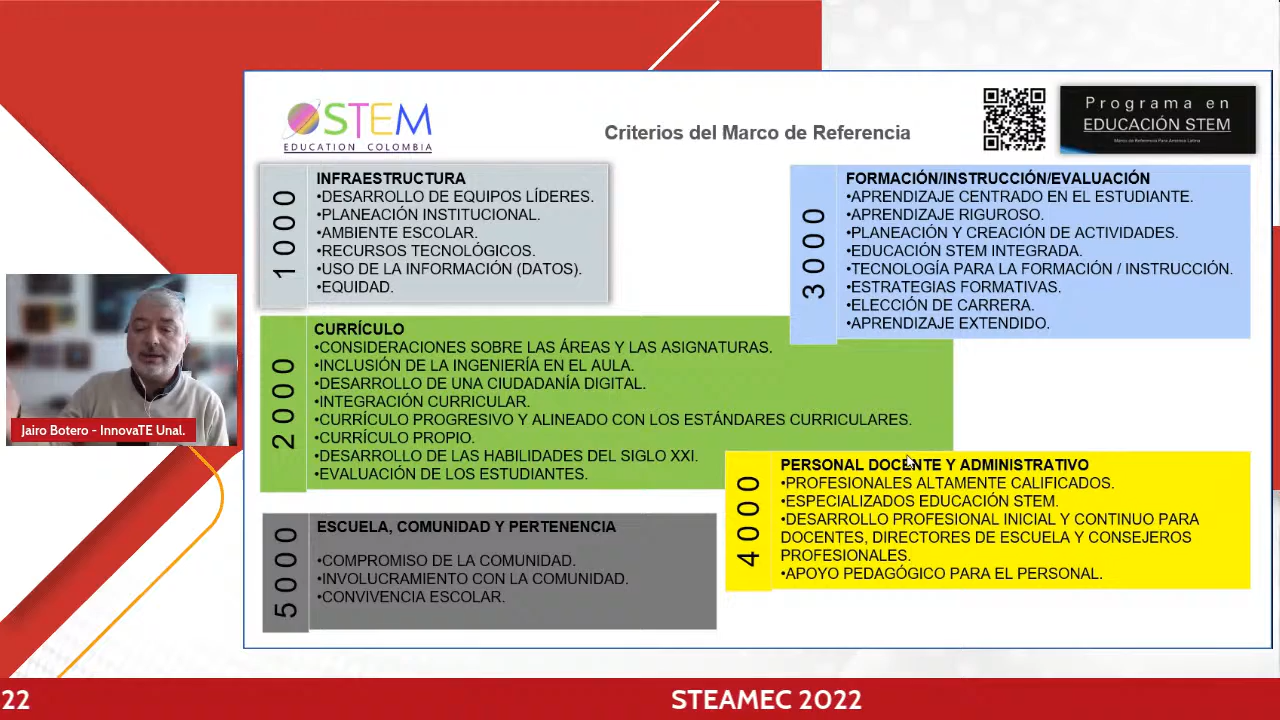 STEM
EDUCATION COLOMBIA
Criterios del Marco de Referencia
Programa en
EDUCACIÓN STEM
Marco de Referencia Para América Latina
1000
INFRAESTRUCTURA
•DESARROLLO DE EQUIPOS LÍDERES.
•PLANEACIÓN INSTITUCIONAL.
•AMBIENTE ESCOLAR.
•RECURSOS TECNOLÓGICOS.
•USO DE LA INFORMACIÓN (DATOS).
•EQUIDAD.
2000
CURRÍCULO
•CONSIDERACIONES SOBRE LAS ÁREAS Y LAS ASIGNATURAS.
•INCLUSIÓN DE LA INGENIERÍA EN EL AULA.
•DESARROLLO DE UNA CIUDADANÍA DIGITAL.
•INTEGRACIÓN CURRICULAR.
•CURRÍCULO PROGRESIVO Y ALINEADO CON LOS ESTÁNDARES CURRICULARES.
•CURRÍCULO PROPIO.
•DESARROLLO DE LAS HABILIDADES DEL SIGLO XXI.
•EVALUACIÓN DE LOS ESTUDIANTES.
3000
FORMACIÓN/INSTRUCCIÓN/EVALUACIÓN
•APRENDIZAJE CENTRADO EN EL ESTUDIANTE.
•APRENDIZAJE RIGUROSO.
•PLANEACIÓN Y CREACIÓN DE ACTIVIDADES.
•EDUCACIÓN STEM INTEGRADA.
•TECNOLOGÍA PARA LA FORMACIÓN / INSTRUCCIÓN.
•ESTRATEGIAS FORMATIVAS.
•ELECCIÓN DE CARRERA.
•APRENDIZAJE EXTENDIDO.
4000
PERSONAL DOCENTE Y ADMINISTRATIVO
•PROFESIONALES ALTAMENTE CALIFICADOS.
•ESPECIALIZADOS EDUCACIÓN STEM.
•DESARROLLO PROFESIONAL INICIAL Y CONTINUO PARA
DOCENTES, DIRECTORES DE ESCUELA Y CONSEJEROS
PROFESIONALES.
•APOYO PEDAGÓGICO PARA EL PERSONAL.
5000
ESCUELA, COMUNIDAD Y PERTENENCIA
•COMPROMISO DE LA COMUNIDAD.
•INVOLUCRAMIENTO CON LA COMUNIDAD.
•CONVIVENCIA ESCOLAR.
Jairo Botero - InnovaTE Unal.
22
STEAMEC 2022